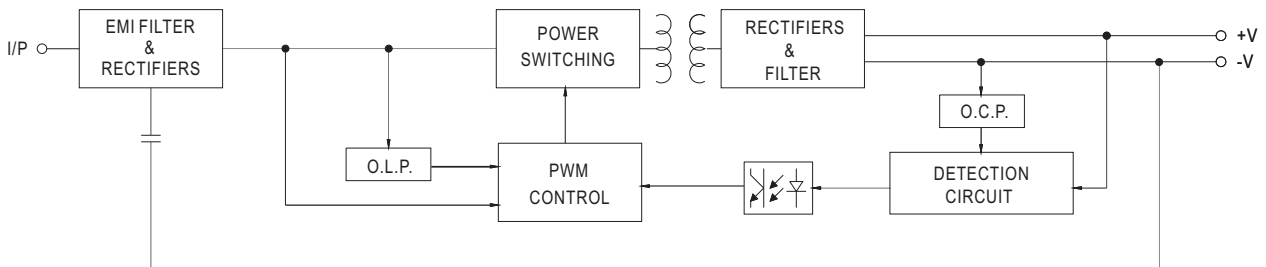 I/P
EMI FILTER
&
RECTIFIERS
POWER
SWITCHING
RECTIFIERS
&
FILTER
+V
-V
O.C.P.
O.L.P.
PWM
CONTROL
DETECTION
CIRCUIT